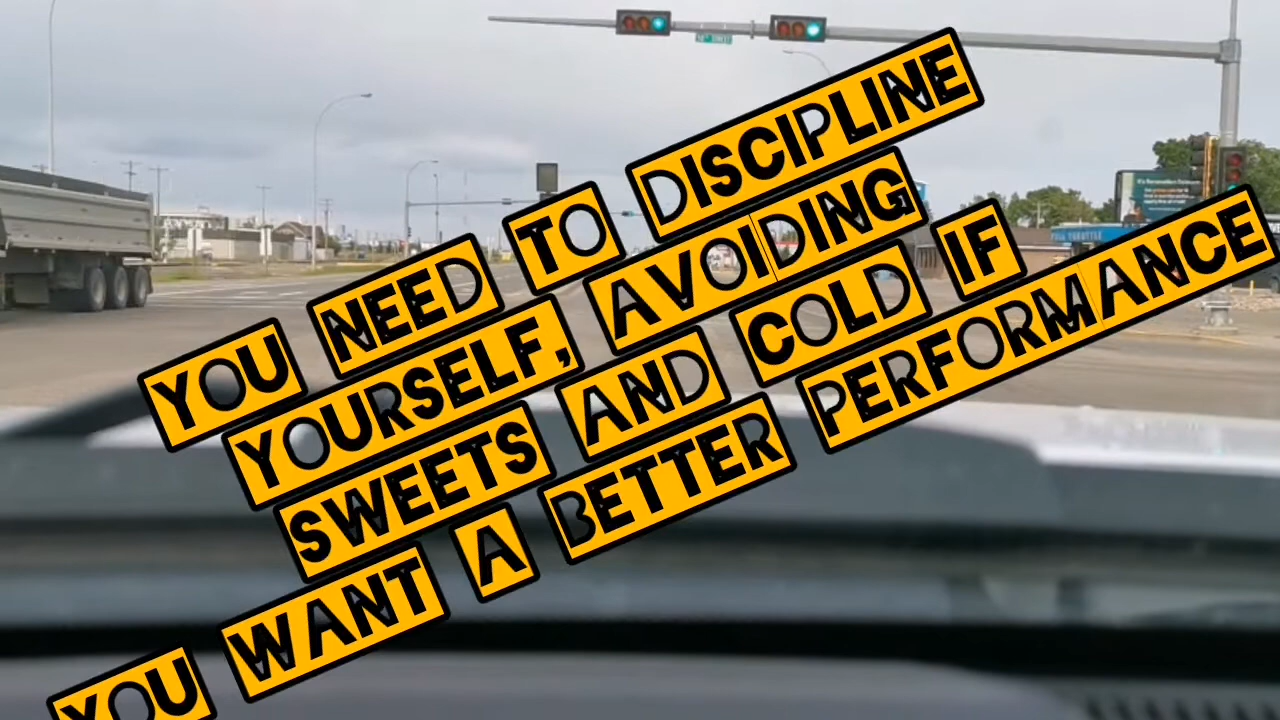 YOU NEED TO DISCIPLINE
YOURSELF, AVOIDING
SWEETS AND COLD IF
YOU WANT A BETTER PERFORMANCE